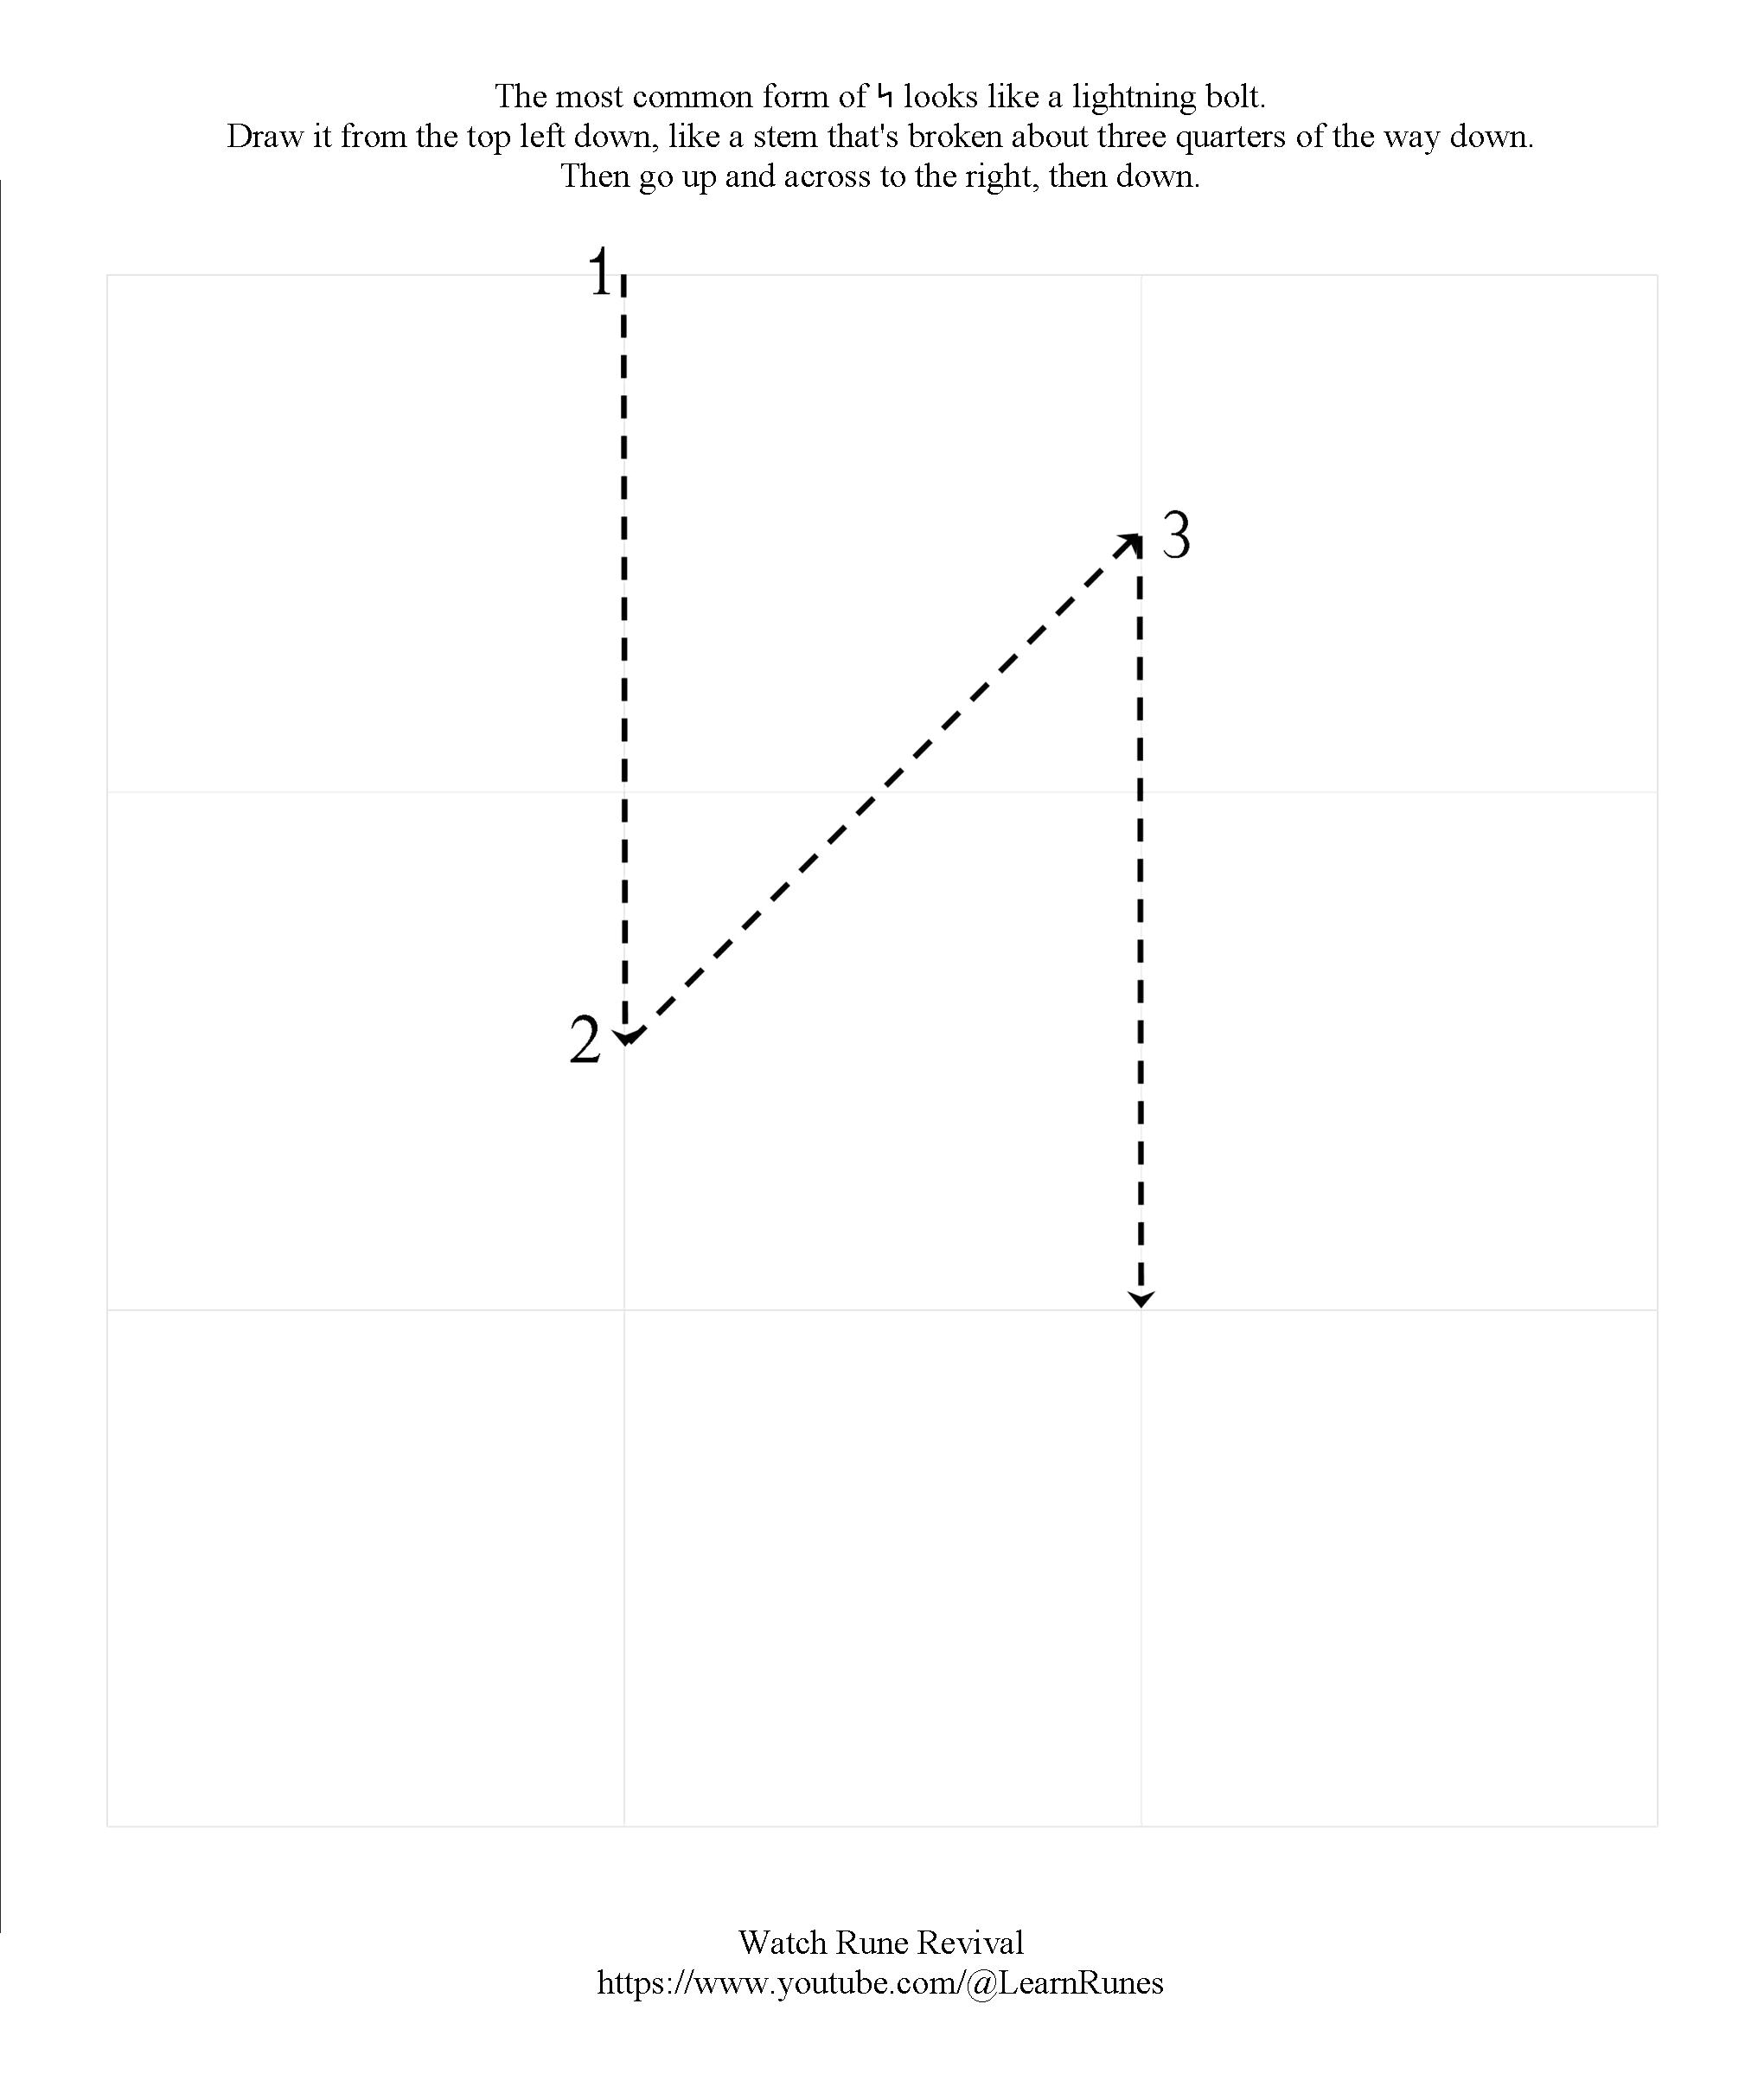 The most common form of ᛋ looks like a lightning bolt.
Draw it from the top left down, like a stem that's broken about three quarters of the way down.
Then go up and across to the right, then down.
1
3
2
Watch Rune Revival
https://www.youtube.com/@LearnRunes